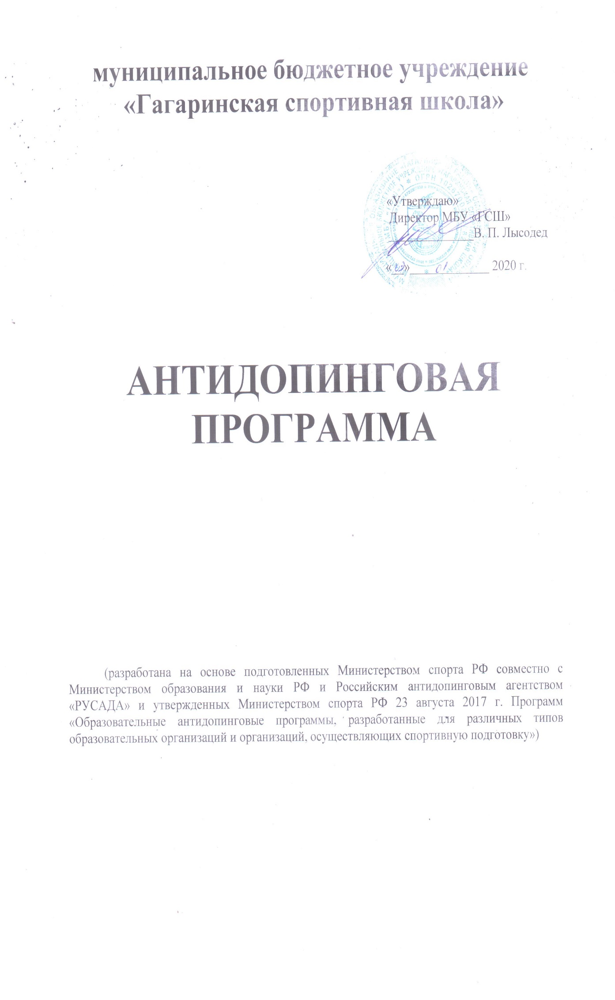 муниципальное бюджетное учреждение
«Гагаринская спортивная школа»
«Утверждаю»
Директор МБУ «ГСШ»
В. П. Лысодед
« » 01 2020 г.
АНТИДОПИНГОВАЯ
ПРОГРАММА
(разработана на основе подготовленных Министерством спорта РФ совместно с
Министерством образования и науки РФ и Российским антидопинговым агентством
«РУСАДА» и утвержденных Министерством спорта РФ 23 августа 2017 г. Программ
«Образовательные антидопинговые программы, разработанные для различных типов
образовательных организаций и организаций, осуществляющих спортивную подготовку»)